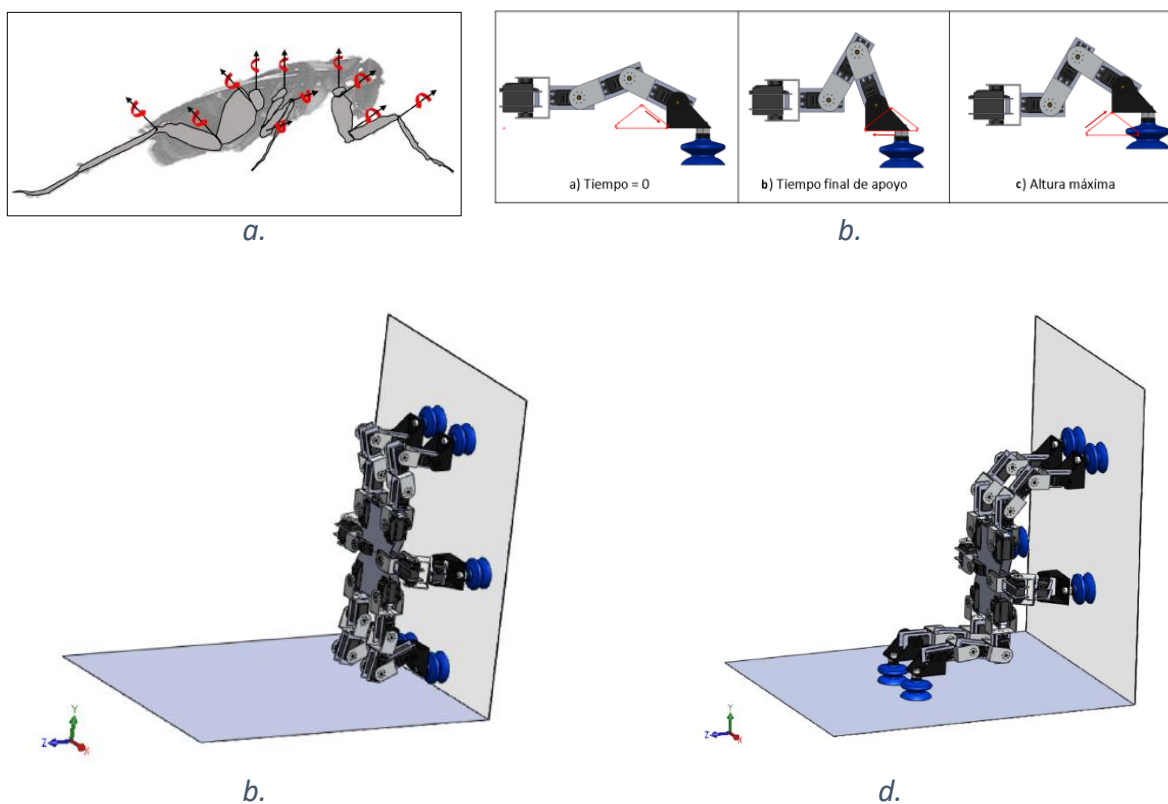 a) Tiempo = 0
b) Tiempo final de apoyo
c) Altura máxima
a.
b.
Y
Z
X
Y
Z
X
b.
d.